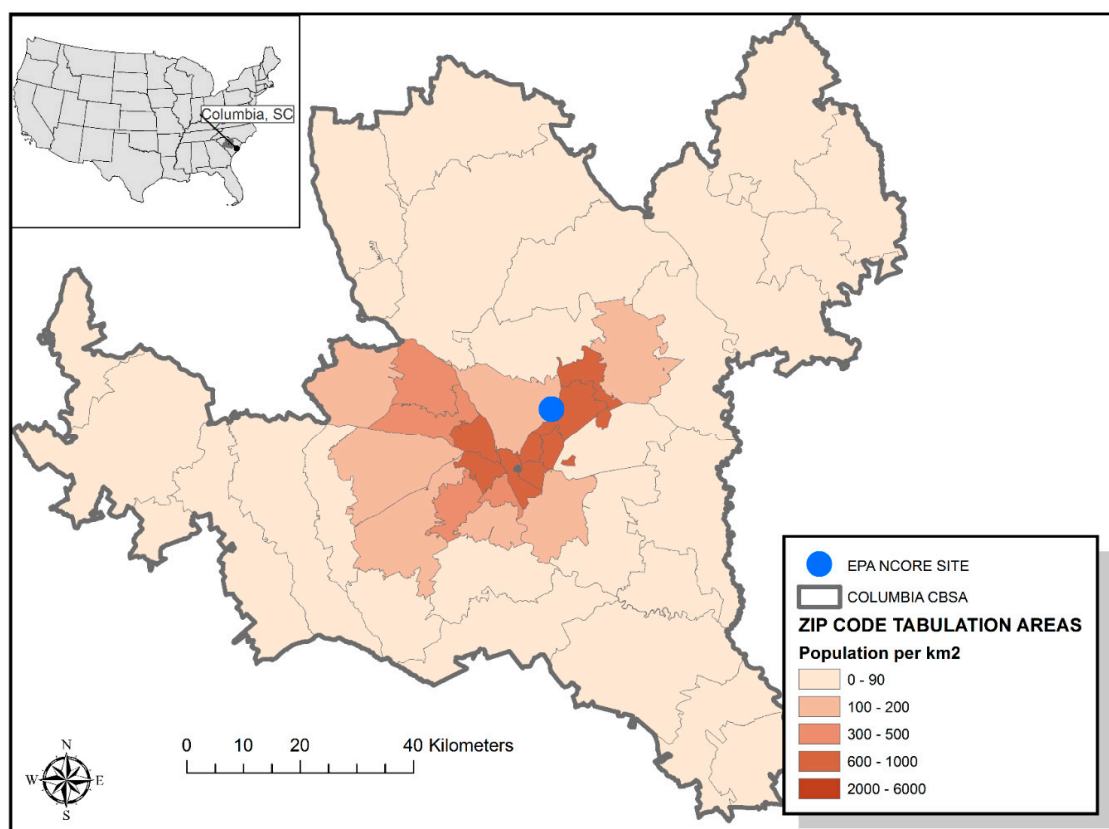 Columbia, SC
N
W E
S
0 10 20 40 Kilometers
EPA NCORE SITE
COLUMBIA CBSA
ZIP CODE TABULATION AREAS
Population per km2
0 - 90
100 - 200
300 - 500
600 - 1000
2000 - 6000